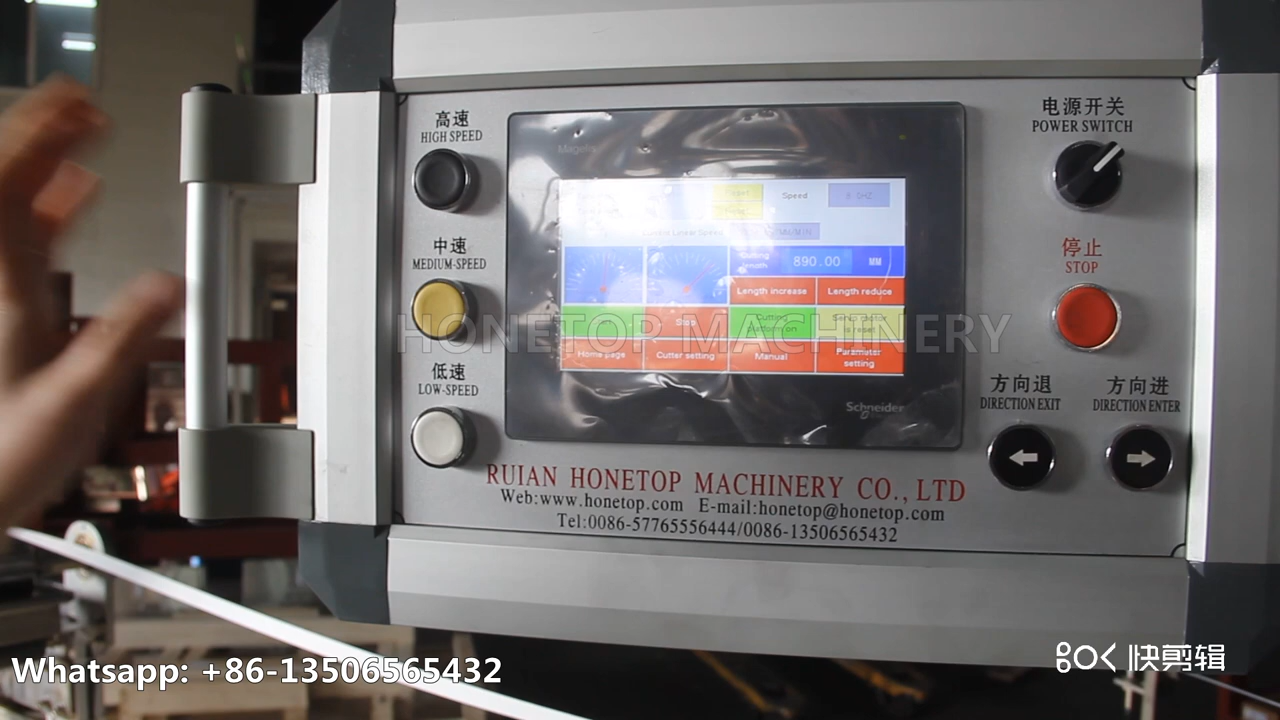 高速
HIGH SPEED
中速
MEDIUM-SPEED
低速
LOW-SPEED
Magelis
Speed
890.00 MM
Length increase
Length reduce
Stop
Home page
Cutter setting
Manual
Parameter
setting
Schneider
电源开关
POWER SWITCH
停止
STOP
方向退
DIRECTION EXIT
方向进
DIRECTION ENTER
HONETOP MACHINERY
RUIAN HONETOP MACHINERY CO., LTD
Web:www.honetop.com E-mail:honetop@honetop.com
Tel:0086-57765556444/0086-13506565432
Whatsapp: +86-13506565432
快剪辑